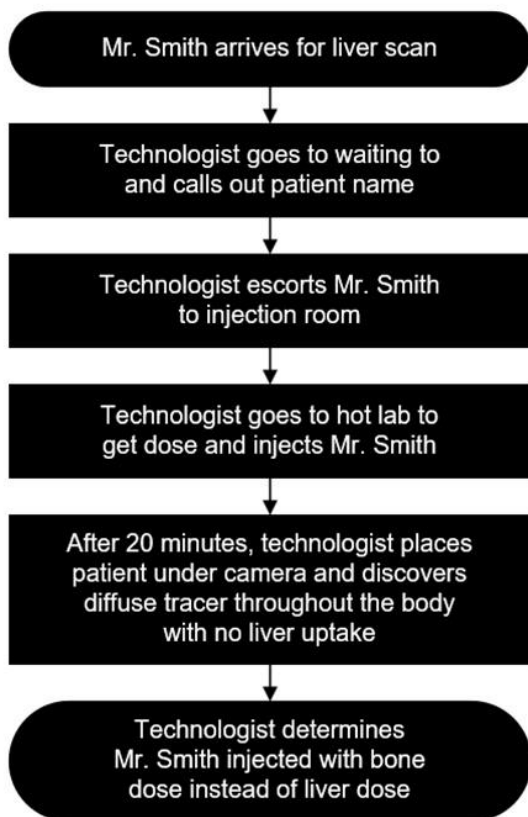 Mr. Smith arrives for liver scan
Technologist goes to waiting to
and calls out patient name
Technologist escorts Mr. Smith
to injection room
Technologist goes to hot lab to
get dose and injects Mr. Smith
After 20 minutes, technologist places
patient under camera and discovers
diffuse tracer throughout the body
with no liver uptake
Technologist determines
Mr. Smith injected with bone
dose instead of liver dose